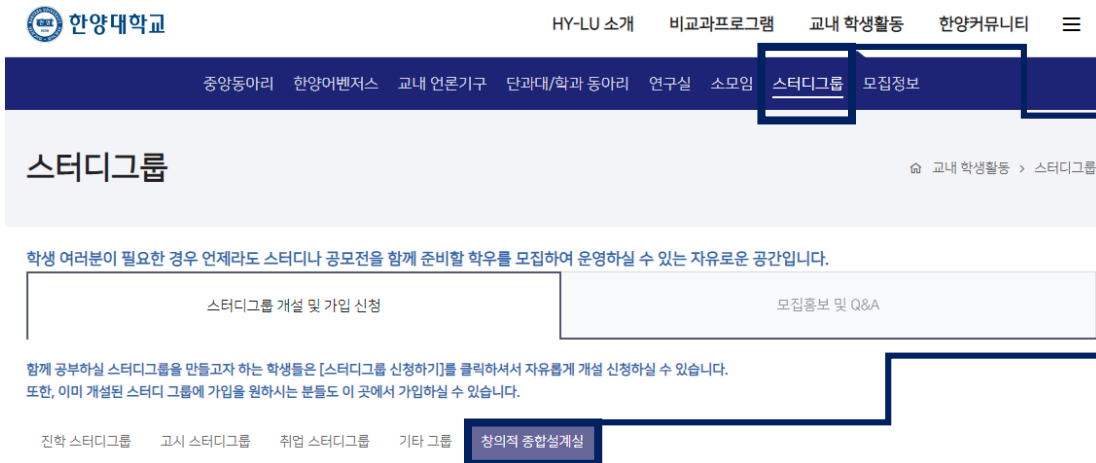 한양대학교
HY-LU 소개 비교과프로그램 교내 학생활동 한양커뮤니티
중앙동아리 한양어벤저스 교내 언론기구 단과대/학과 동아리 연구실 소모임 스터디그룹 모집정보
스터디그룹
교내 학생활동 > 스터디그룹
학생 여러분이 필요한 경우 언제라도 스터디나 공모전을 함께 준비할 학우를 모집하여 운영하실 수 있는 자유로운 공간입니다.
스터디그룹 개설 및 가입 신청 모집홍보 및 Q&A
함께 공부하실 스터디그룹을 만들고자 하는 학생들은 [스터디그룹 신청하기]를 클릭하셔서 자유롭게 개설 신청하실 수 있습니다.
또한, 이미 개설된 스터디 그룹에 가입을 원하시는 분들도 이 곳에서 가입하실 수 있습니다.
진학 스터디그룹 고시 스터디그룹 취업 스터디그룹 기타 그룹 창의적 종합설계실